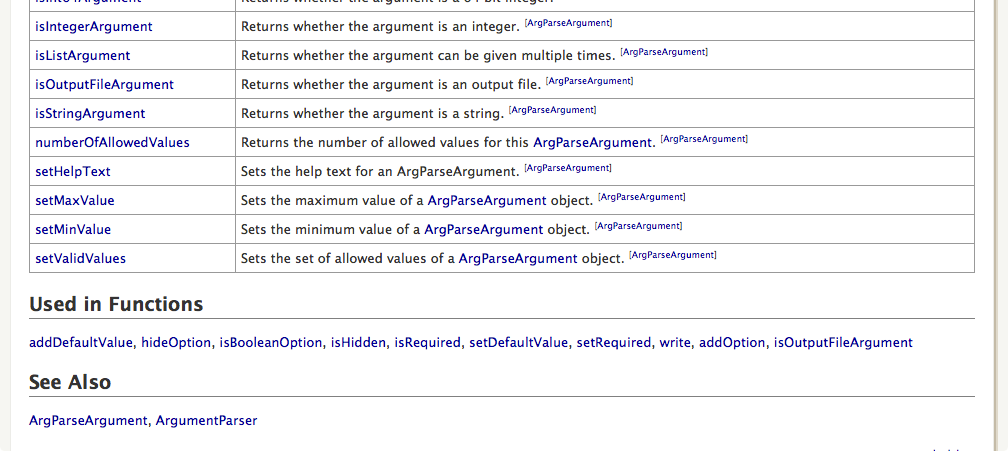 isIntegerArgument Returns whether the argument is an integer. [ArgParseArgument]
isListArgument Returns whether the argument can be given multiple times. [ArgParseArgument]
isOutputFileArgument Returns whether the argument is an output file. [ArgParseArgument]
isStringArgument Returns whether the argument is a string. [ArgParseArgument]
numberOfAllowedValues Returns the number of allowed values for this ArgParseArgument. [ArgParseArgument]
setHelpText Sets the help text for an ArgParseArgument. [ArgParseArgument]
setMaxValue Sets the maximum value of a ArgParseArgument object. [ArgParseArgument]
setMinValue Sets the minimum value of a ArgParseArgument object. [ArgParseArgument]
setValidValues Sets the set of allowed values of a ArgParseArgument object. [ArgParseArgument]
Used in Functions
addDefaultValue, hideOption, isBooleanOption, isHidden, isRequired, setDefaultValue, setRequired, write, addOption, isOutputFileArgument
See Also
ArgParseArgument, ArgumentParser